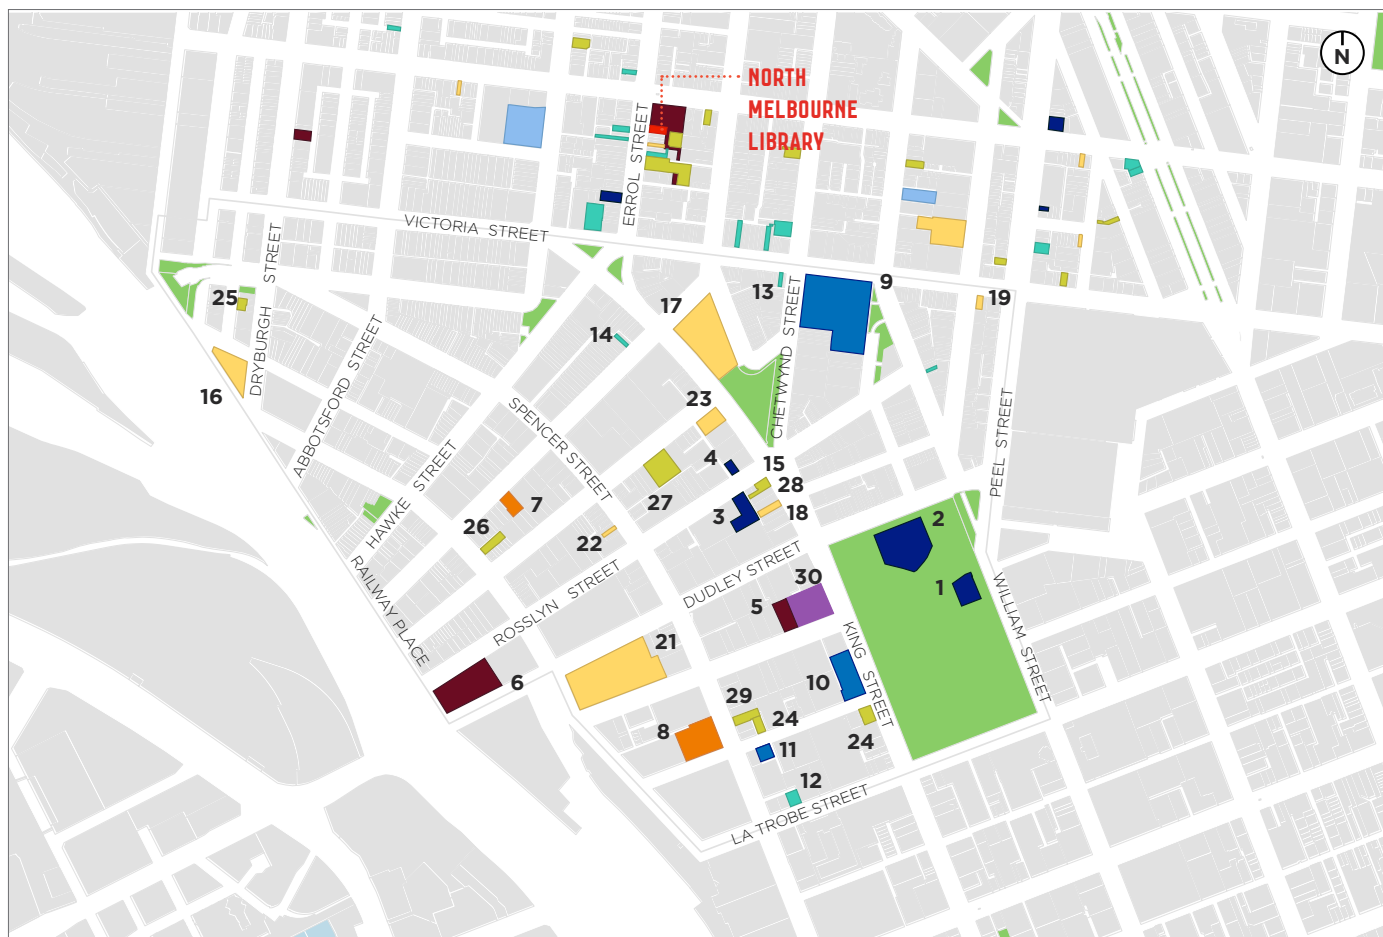 N
NORTH
MELBOURNE
LIBRARY
ERROL STREET
VICTORIA STREET
DRYBURGH STREET
25
13
9
19
17
14
16
CHETWYND STREET
ABBOTSFORD STREET
23
SPENCER STREET
PEEL STREET
HAWKE STREET
4
15
28
27
7
3
18
2
26
22
RAILWAY PLACE
ROSSLYN STREET
DUDLEY STREET
30
5
1
WILLIAM STREET
KING STREET
21
6
10
29
24
8
11
24
12
LA TROBE STREET